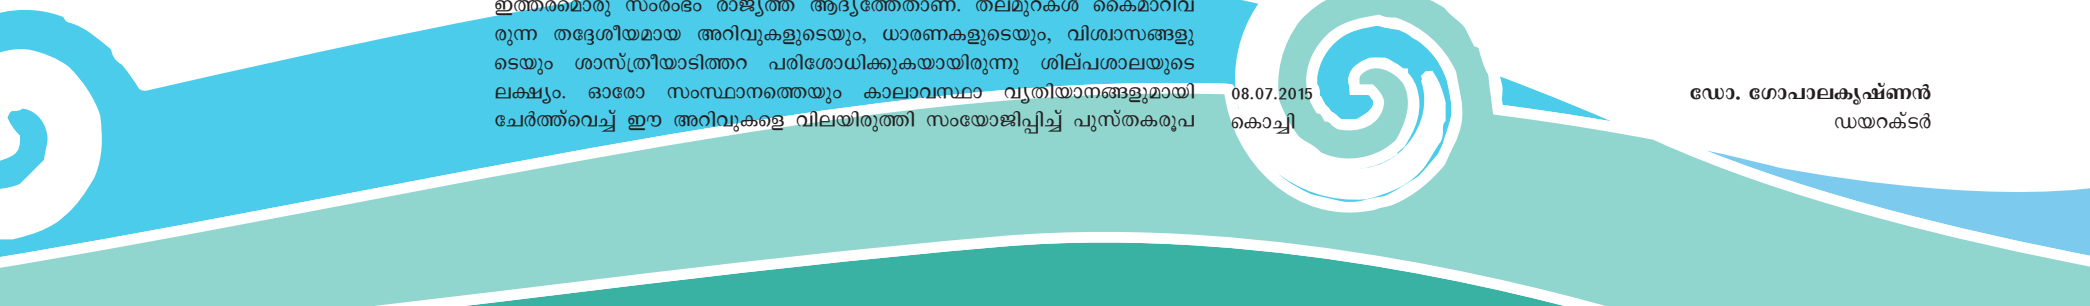 ഇത്തരമൊരു സംരംഭം രാജ്യത്ത് ആദ്യത്തേതാണ്. തലമുറകൾ കൈമാറിവ
രുന്ന തദ്ദേശീയമായ അറിവുകളുടെയും, ധാരണകളുടെയും, വിശ്വാസങ്ങളു
ടെയും ശാസ്ത്രീയാടിത്തറ പരിശോധിക്കുകയായിരുന്നു ശില്പശാലയുടെ
ലക്ഷ്യം. ഓരോ സംസ്ഥാനത്തെയും കാലാവസ്ഥാ വ്യതിയാനങ്ങളുമായി
ചേർത്ത്വെച്ച് ഈ അറിവുകളെ വിലയിരുത്തി സംയോജിപ്പിച്ച് പുസ്തകരൂപ
08.07.2015
കൊച്ചി
ഡോ. ഗോപാലകൃഷ്ണൻ
ഡയറക്ടർ